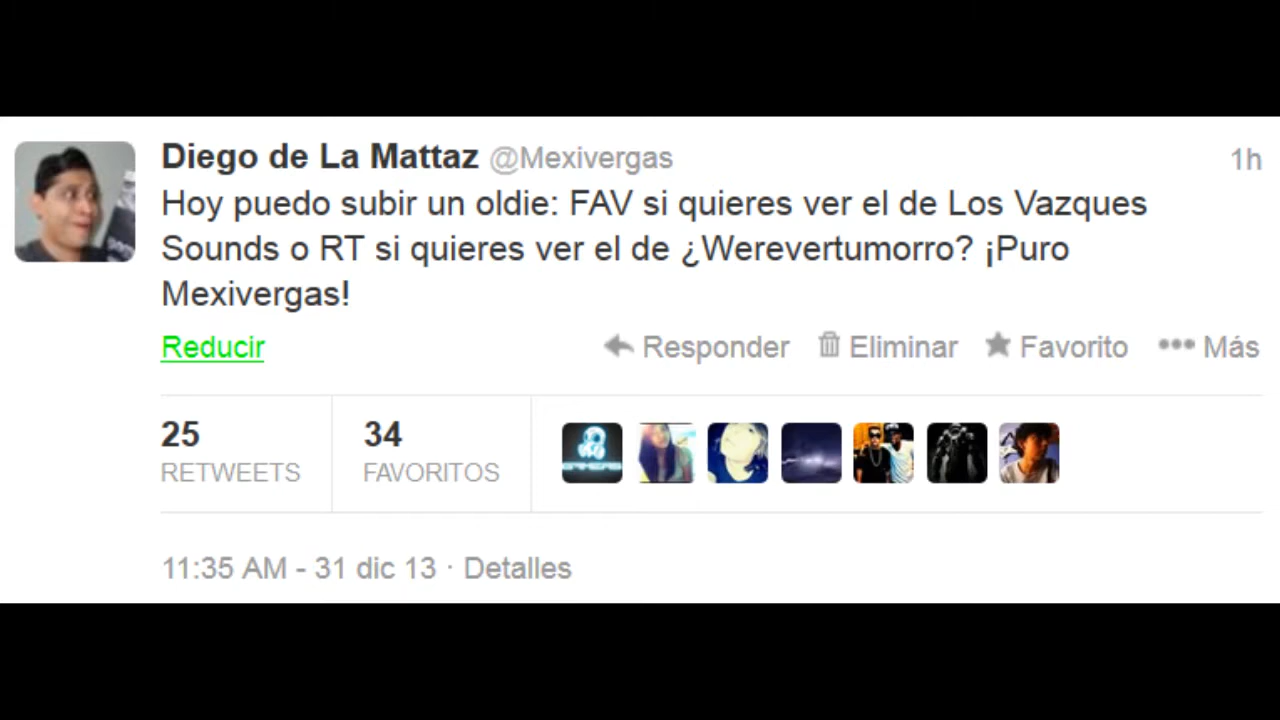 Diego de La Mattaz @Mexivergas 1h
Hoy puedo subir un oldie: FAV si quieres ver el de Los Vazques
Sounds o RT si quieres ver el de ¿Werevertumorro? ¡Puro
Mexivergas!
Reducir Responder Eliminar Favorito Más
25 34
RETWEETS FAVORITOS
11:35 AM - 31 dic 13 · Detalles